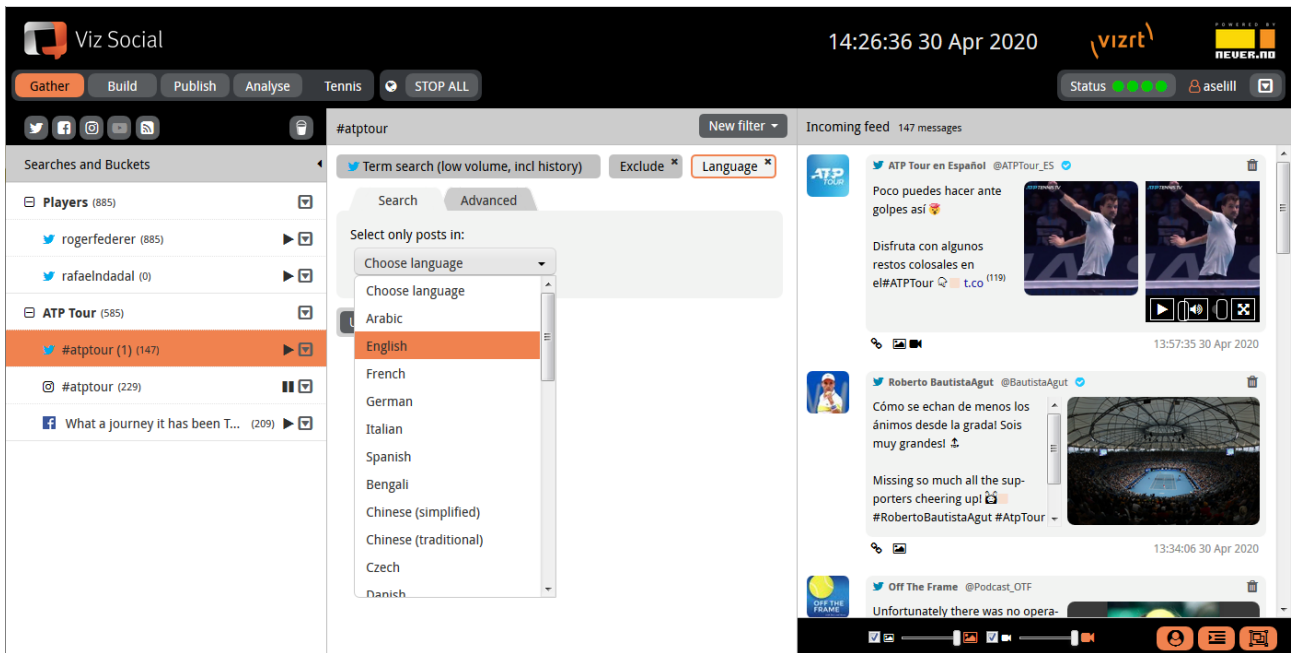 Viz Social
14:26:36 30 Apr 2020
vizrt
POWERED BY
NEVER.NO
Gather
Build
Publish
Analyse
Tennis
STOP ALL
Status
aselill
#atptour
New filter
Incoming feed 147 messages
Searches and Buckets
Players (885)
rogerfederer (885)
rafaelndadal (0)
ATP Tour (585)
#atptour (1) (147)
#atptour (229)
What a journey it has been T... (209)
Term search (low volume, incl history)
Exclude ×
Language ×
Search
Advanced
Select only posts in:
Choose language
Choose language
Arabic
English
French
German
Italian
Spanish
Bengali
Chinese (simplified)
Chinese (traditional)
Czech
Danish
ATP
TOUR
ATP Tour en Español @ATPTour_ES
Poco puedes hacer ante
golpes así 🤯
Disfruta con algunos
restos colosales en
el#ATPTour t.co (119)
13:57:35 30 Apr 2020
Roberto BautistaAgut @BautistaAgut
Cómo se echan de menos los
ánimos desde la grada! Sois
muy grandes!
Missing so much all the sup-
porters cheering up!
#RobertoBautistaAgut #AtpTour
13:34:06 30 Apr 2020
OFF THE
FRAME
Off The Frame @Podcast_OTF
Unfortunately there was no opera-